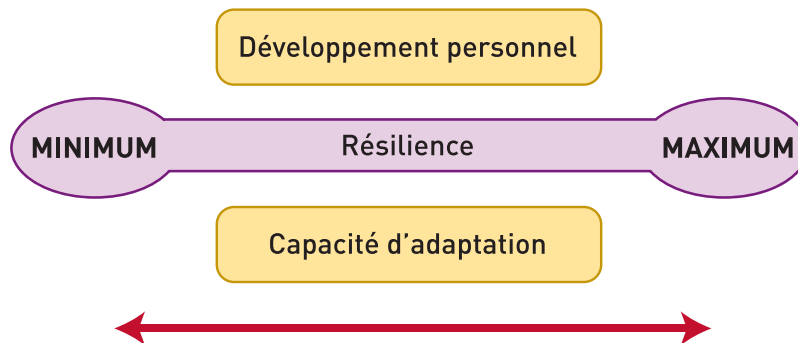 Développement personnel
MINIMUM
Résilience
MAXIMUM
Capacité d’adaptation